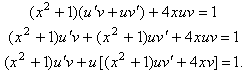 (x² + 1)(u'v + uv') + 4xuv = 1
(x² + 1)u'v + (x² + 1)uv' + 4xuv = 1
(x² + 1)u'v + u[(x² + 1)v' + 4xv] = 1.